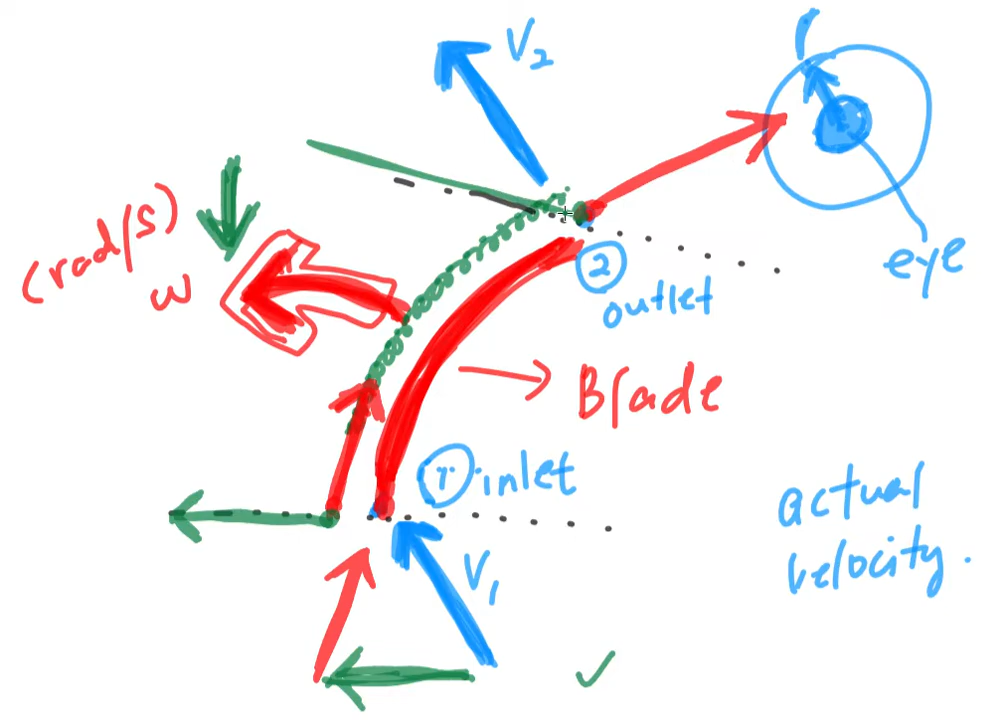 V2
r
(rad/s)
w
eye
2
outlet
Blade
1 inlet
V1
actual
velocity.